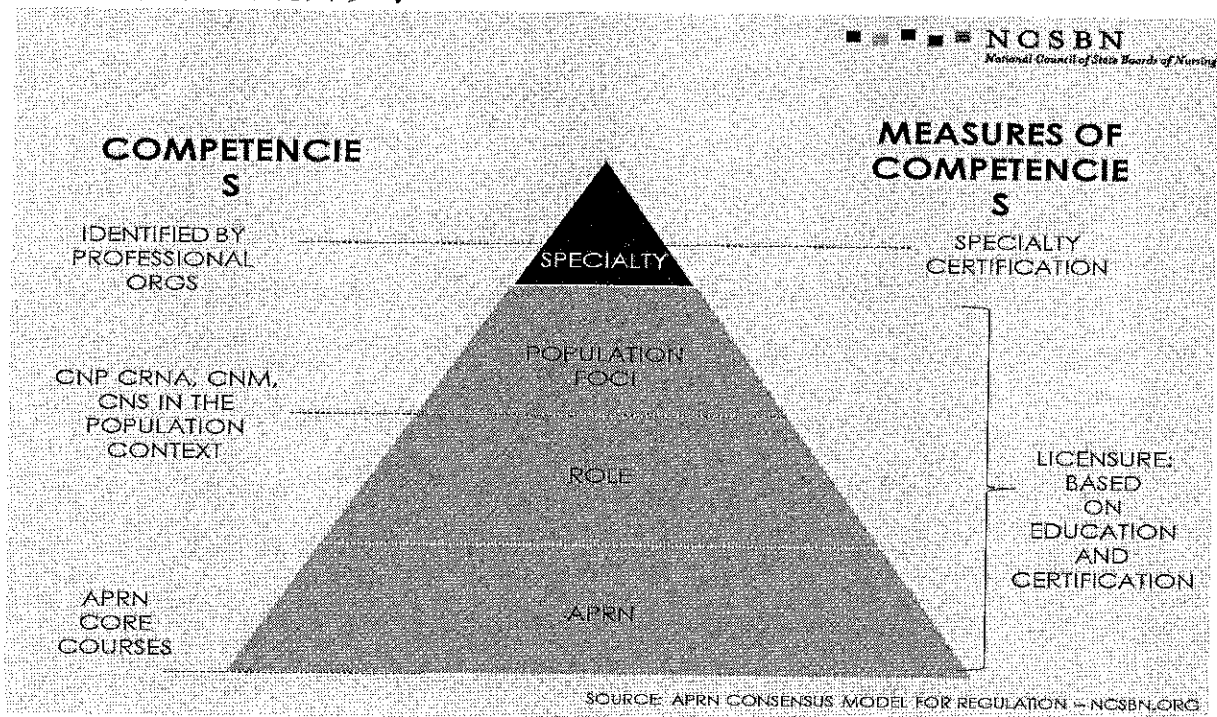 NCSBN
National Council of State Boards of Nursing
COMPETENCIE
S
MEASURES OF
COMPETENCIE
S
IDENTIFIED BY
PROFESSIONAL
ORGS
SPECIALTY
SPECIALTY
CERTIFICATION
POPULATION
FOCI
CNP CRNA, CNM,
CNS IN THE
POPULATION
CONTEXT
ROLE
LICENSURE:
BASED
ON
EDUCATION
AND
CERTIFICATION
APRN
CORE
COURSES
APRN
SOURCE: APRN CONSENSUS MODEL FOR REGULATION – NCSBN.ORG